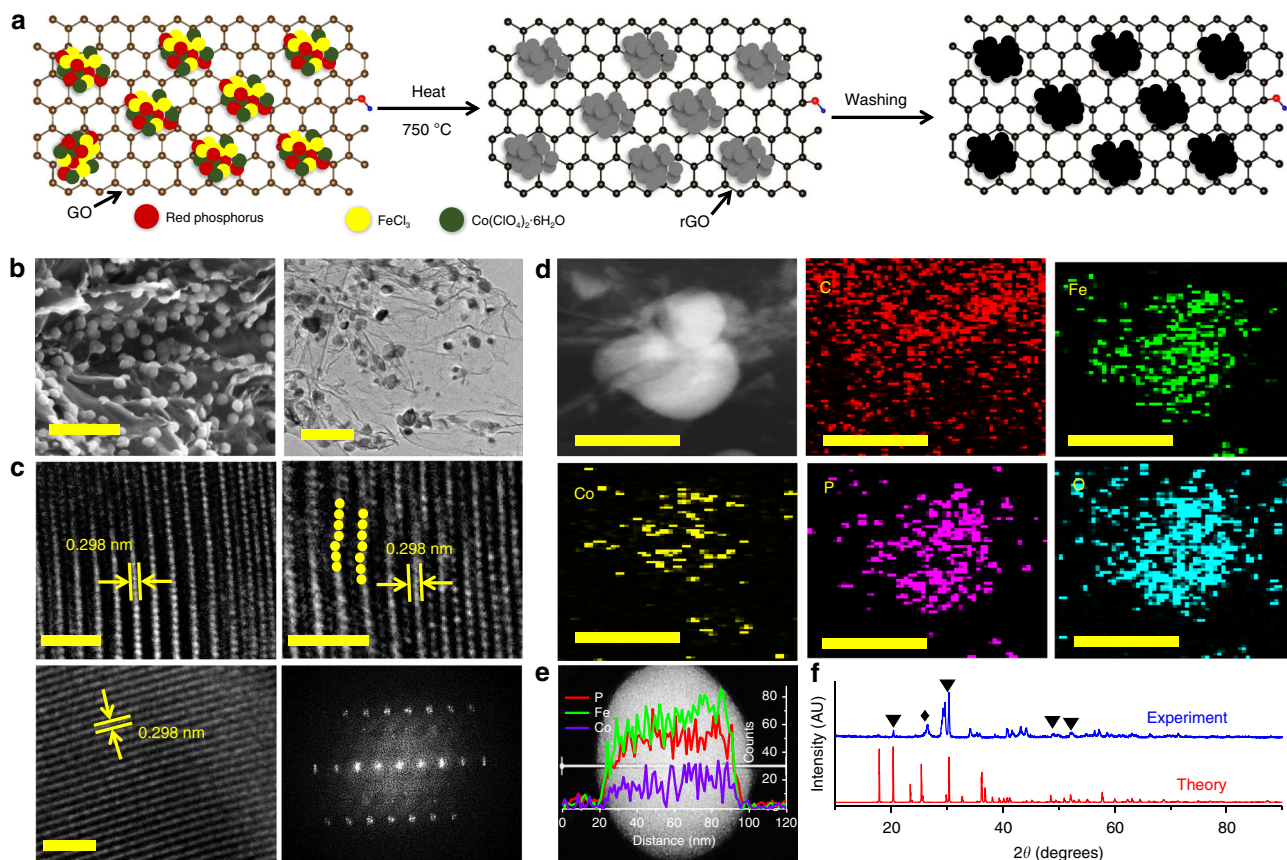 a
Heat
750 °C
Washing
GO
rGO
Red phosphorus
FeCl₃
Co(ClO₄)₂·6H₂O
b
d
C
Fe
c
0.298 nm
0.298 nm
Co
P
O
0.298 nm
e
P
Fe
Co
80
60
40
20
Counts
0 20 40 60 80 100 120
Distance (nm)
f
Experiment
Theory
Intensity (AU)
20 40 60 80
2θ (degrees)